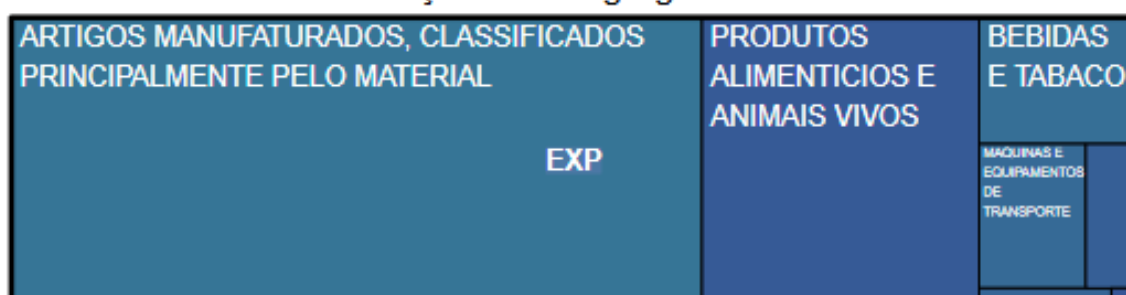 ARTIGOS MANUFATURADOS, CLASSIFICADOS
PRINCIPALMENTE PELO MATERIAL
EXP
PRODUTOS
ALIMENTICIOS E
ANIMAIS VIVOS
BEBIDAS
E TABACO
MAQUINAS E
EQUIPAMENTOS
DE
TRANSPORTE